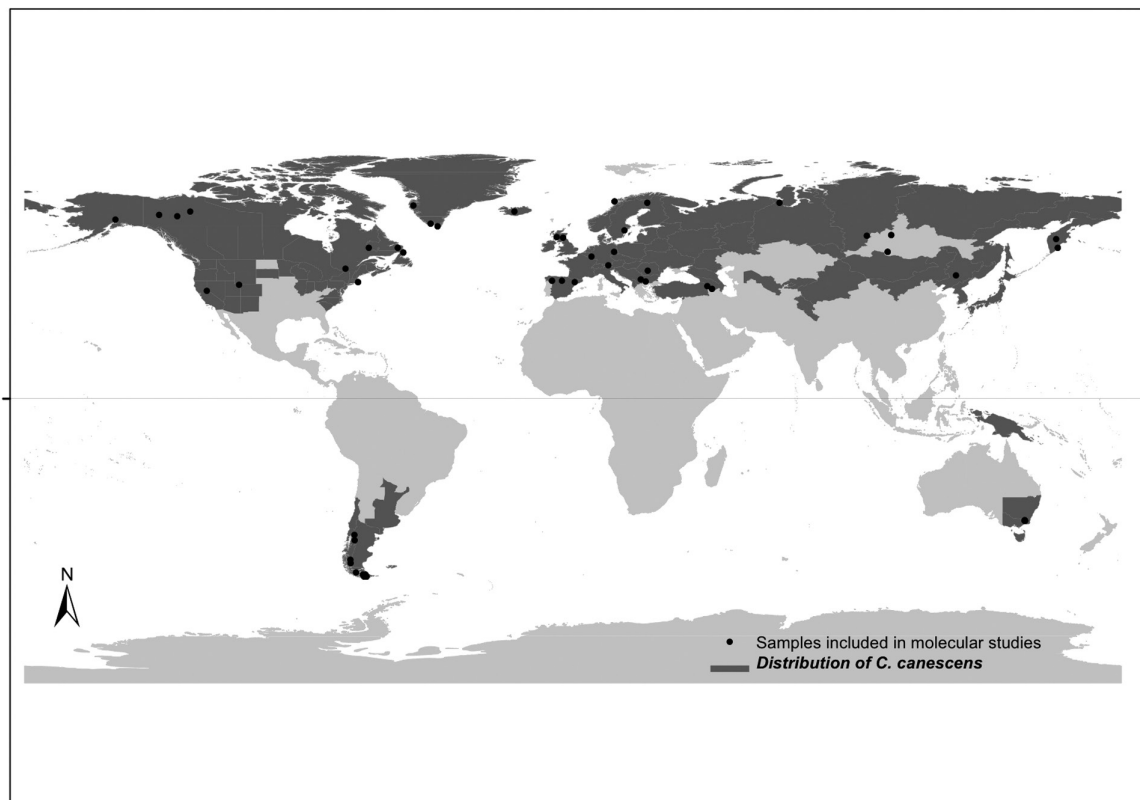 N
Samples included in molecular studies
Distribution of C. canescens